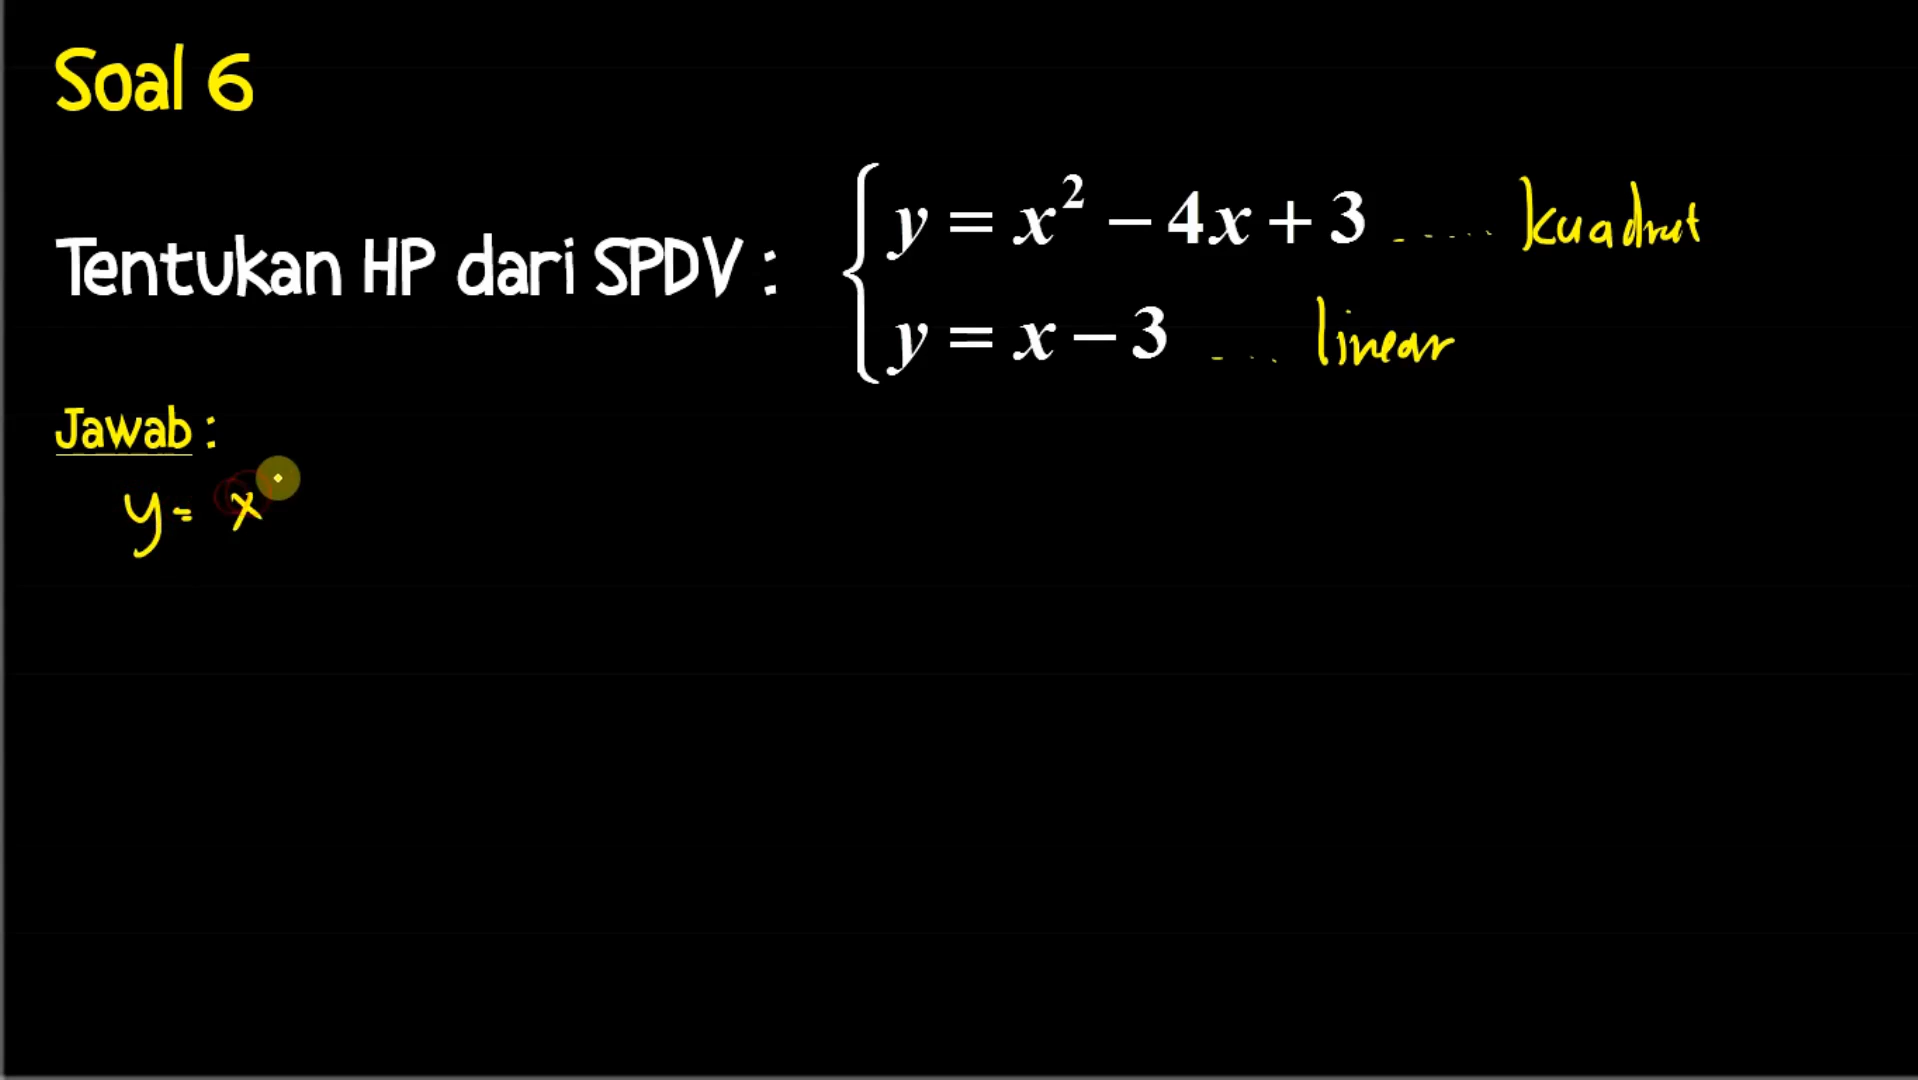 Soal 6
Tentukan HP dari SPDV : { y = x² − 4x + 3 ..... kuadrat
y = x − 3 .... linear
Jawab :
y = x